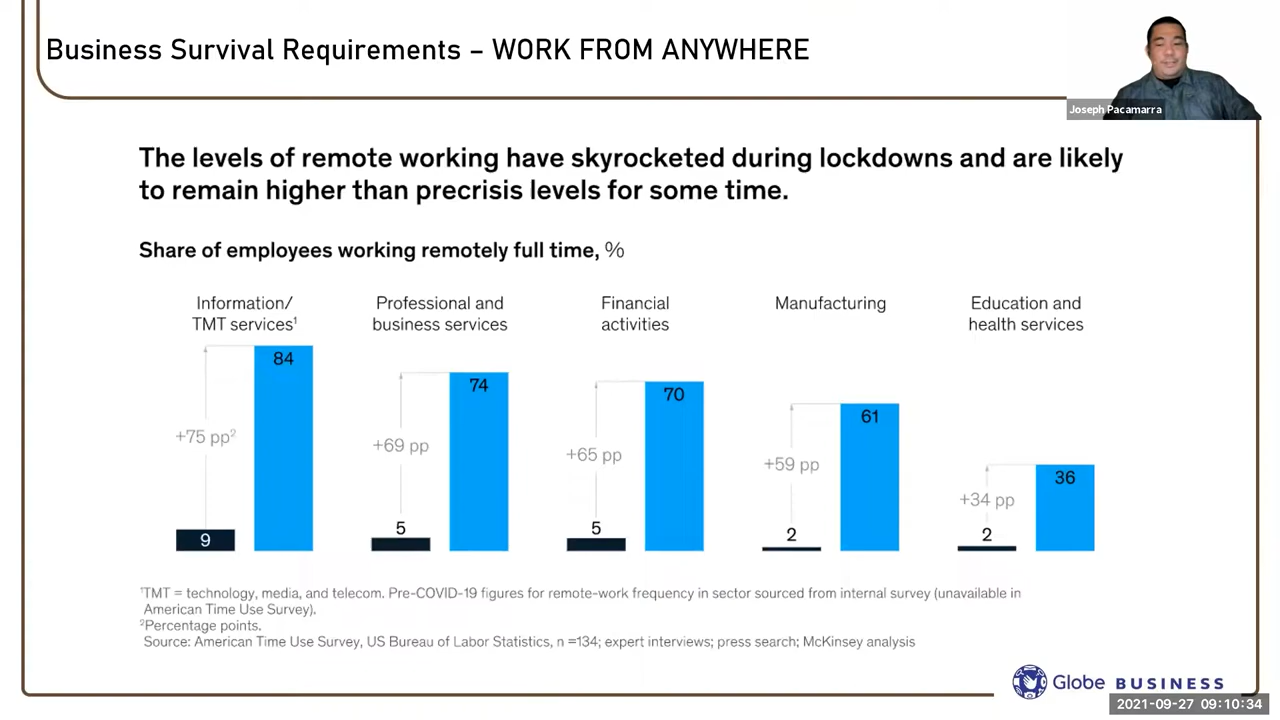 Business Survival Requirements – WORK FROM ANYWHERE
Joseph Pacamarra
The levels of remote working have skyrocketed during lockdowns and are likely
to remain higher than precrisis levels for some time.
Share of employees working remotely full time, %
Information/
TMT services¹
Professional and
business services
Financial
activities
Manufacturing
Education and
health services
84
+75 pp²
9
74
+69 pp
5
70
+65 pp
5
61
+59 pp
2
36
+34 pp
2
¹TMT = technology, media, and telecom. Pre-COVID-19 figures for remote-work frequency in sector sourced from internal survey (unavailable in
American Time Use Survey).
²Percentage points.
Source: American Time Use Survey, US Bureau of Labor Statistics, n =134; expert interviews; press search; McKinsey analysis
Globe BUSINESS
2021-09-27 09:10:34